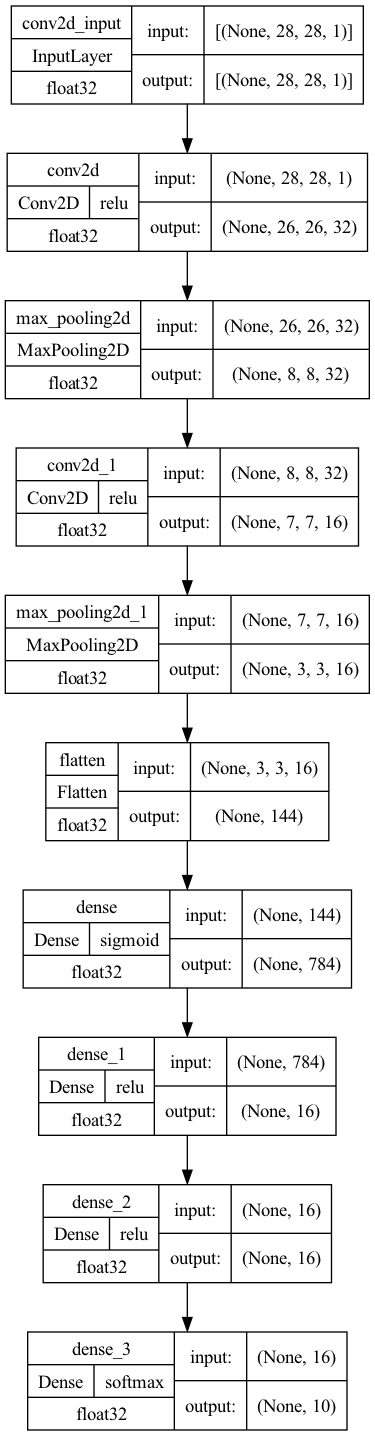 conv2d_input input: [(None, 28, 28, 1)]
InputLayer
float32 output: [(None, 28, 28, 1)]
conv2d input: (None, 28, 28, 1)
Conv2D relu
float32 output: (None, 26, 26, 32)
max_pooling2d input: (None, 26, 26, 32)
MaxPooling2D
float32 output: (None, 8, 8, 32)
conv2d_1 input: (None, 8, 8, 32)
Conv2D relu
float32 output: (None, 7, 7, 16)
max_pooling2d_1 input: (None, 7, 7, 16)
MaxPooling2D
float32 output: (None, 3, 3, 16)
flatten input: (None, 3, 3, 16)
Flatten
float32 output: (None, 144)
dense input: (None, 144)
Dense sigmoid
float32 output: (None, 784)
dense_1 input: (None, 784)
Dense relu
float32 output: (None, 16)
dense_2 input: (None, 16)
Dense relu
float32 output: (None, 16)
dense_3 input: (None, 16)
Dense softmax
float32 output: (None, 10)